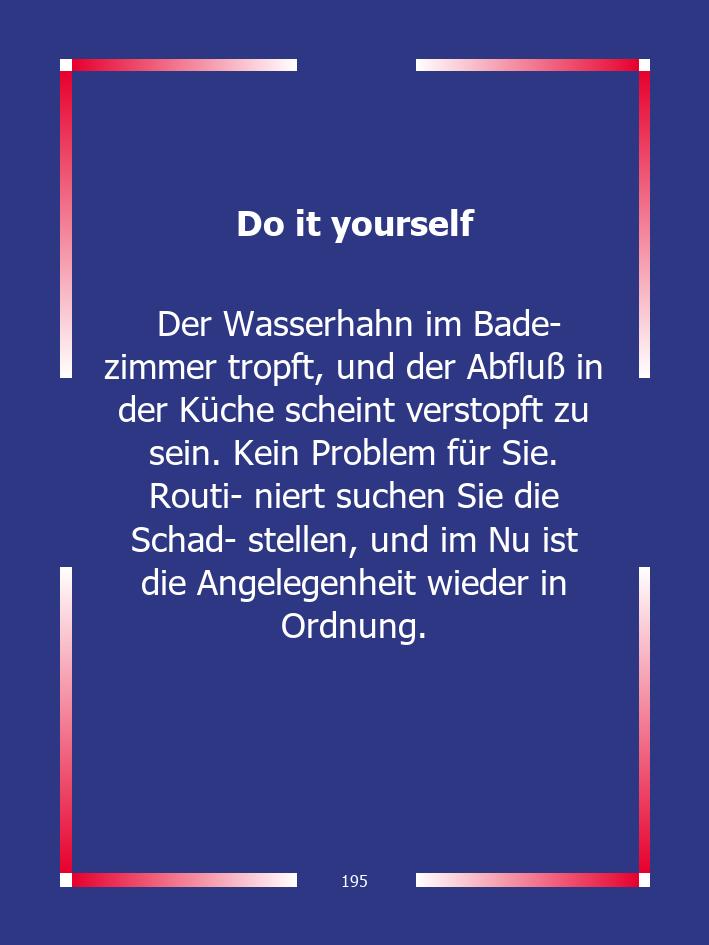 Do it yourself
Der Wasserhahn im Bade-
zimmer tropft, und der Abfluß in
der Küche scheint verstopft zu
sein. Kein Problem für Sie.
Routi- niert suchen Sie die
Schad- stellen, und im Nu ist
die Angelegenheit wieder in
Ordnung.
195